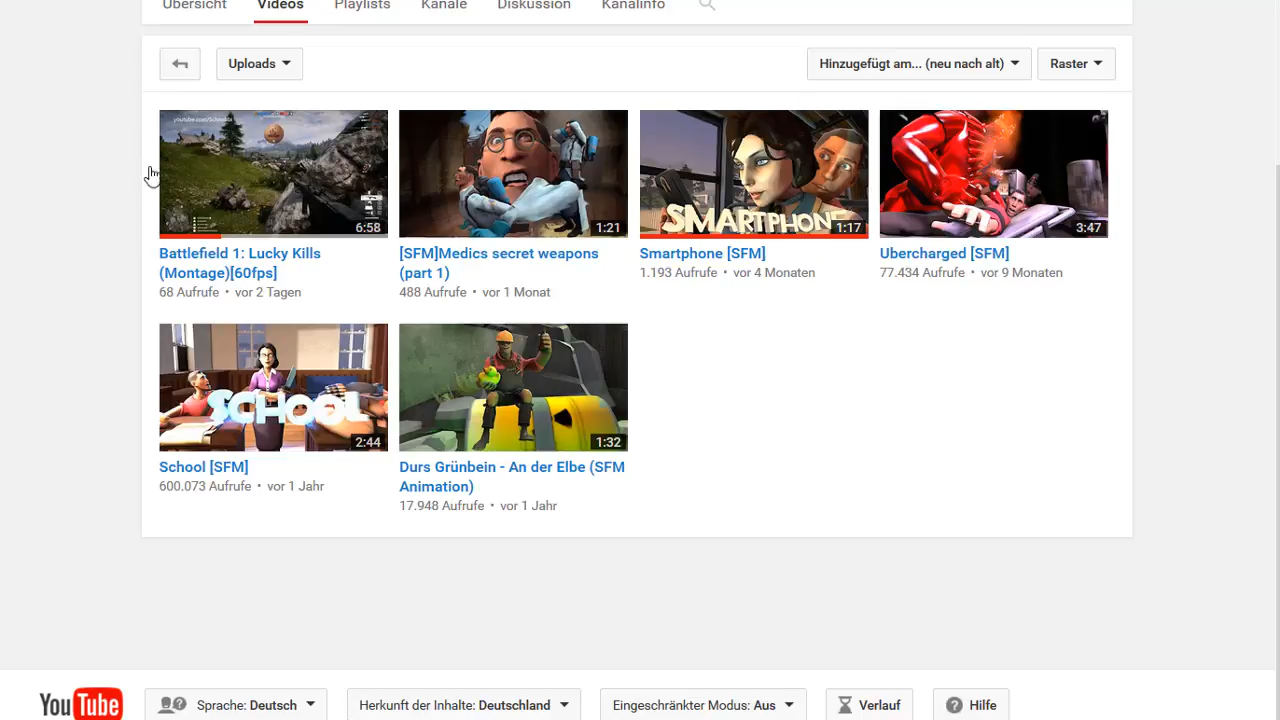 Übersicht Videos Playlists Kanäle Diskussion Kanalinfo
Uploads Hinzugefügt am... (neu nach alt) Raster
youtube.com/Schnobbi
6:58 1:21 SMARTPHONE 1:17 3:47
Battlefield 1: Lucky Kills [SFM]Medics secret weapons Smartphone [SFM] Ubercharged [SFM]
(Montage)[60fps] (part 1) 1.193 Aufrufe • vor 4 Monaten 77.434 Aufrufe • vor 9 Monaten
68 Aufrufe • vor 2 Tagen 488 Aufrufe • vor 1 Monat
SCHOOL
2:44 1:32
School [SFM] Durs Grünbein - An der Elbe (SFM
600.073 Aufrufe • vor 1 Jahr Animation)
17.948 Aufrufe • vor 1 Jahr
YouTube Sprache: Deutsch Herkunft der Inhalte: Deutschland Eingeschränkter Modus: Aus Verlauf Hilfe